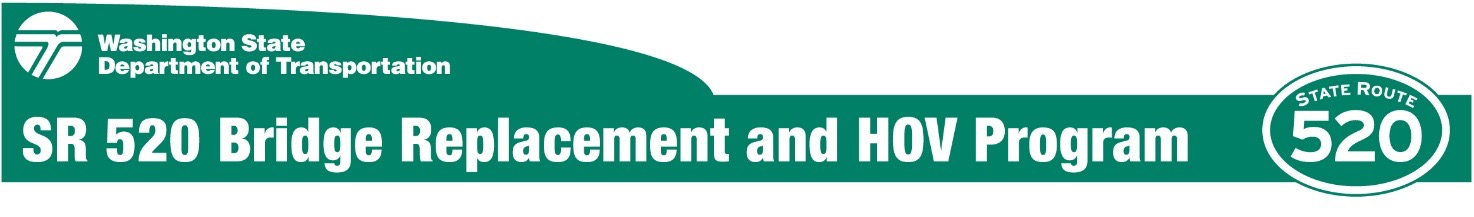 Washington State
Department of Transportation
SR 520 Bridge Replacement and HOV Program
STATE ROUTE
520